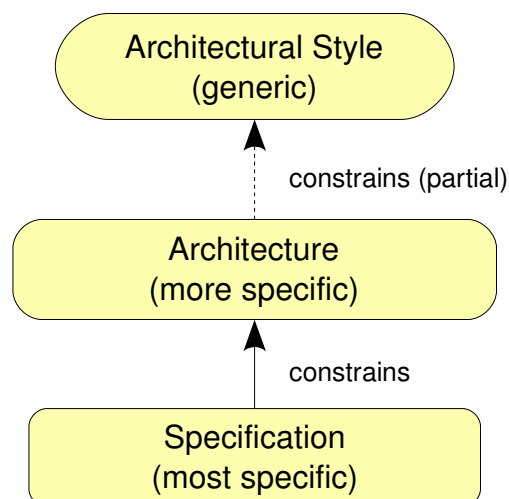 Architectural Style
(generic)
constrains (partial)
Architecture
(more specific)
constrains
Specification
(most specific)